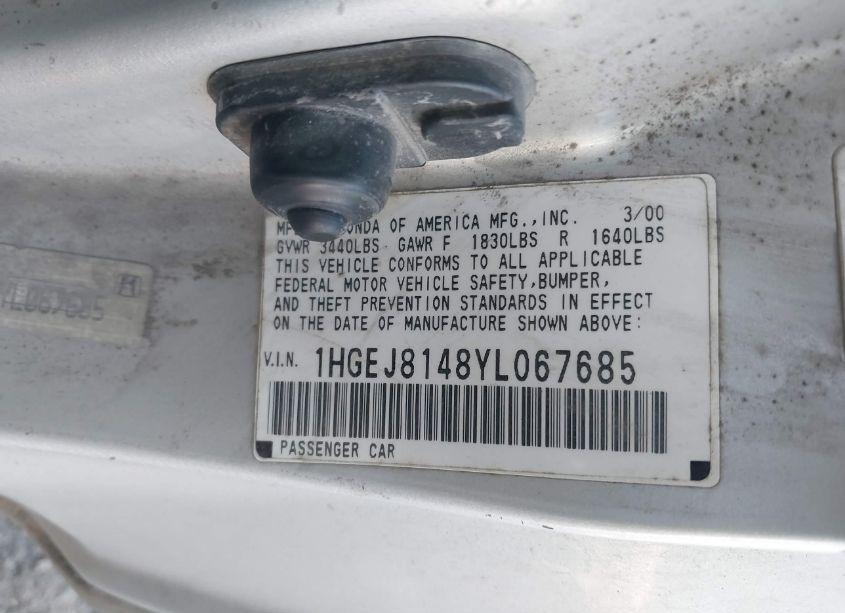 HONDA OF AMERICA MFG.,INC. 3/00
GVWR 3440LBS GAWR F 1830LBS R 1640LBS
THIS VEHICLE CONFORMS TO ALL APPLICABLE
FEDERAL MOTOR VEHICLE SAFETY,BUMPER,
AND THEFT PREVENTION STANDARDS IN EFFECT
ON THE DATE OF MANUFACTURE SHOWN ABOVE:
V.I.N. 1HGEJ8148YL067685
PASSENGER CAR